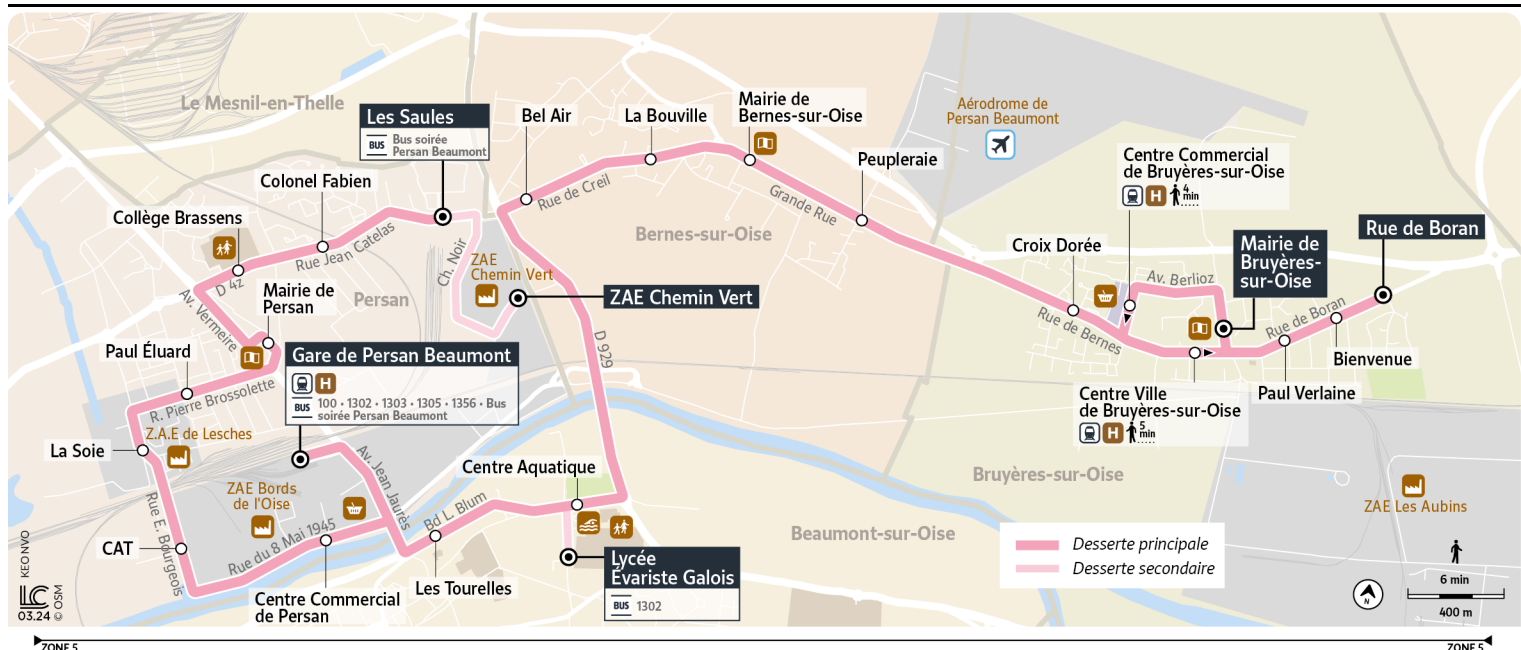 Le Mesnil-en-Thelle
Les Saules
BUS
Bus soirée
Persan Beaumont
Bel Air
La Bouville
Mairie de
Bernes-sur-Oise
Aérodrome de
Persan Beaumont
Peupleraie
Colonel Fabien
Collège Brassens
Rue de Creil
Grande Rue
Centre Commercial
de Bruyères-sur-Oise
H
4
min
Rue Jean Catelas
Bernes-sur-Oise
Croix Dorée
Mairie de
Bruyères-
sur-Oise
Rue de Boran
Ch. Noir
ZAE
Chemin Vert
D 4z
Av. Berlioz
Mairie de
Persan
Persan
ZAE Chemin Vert
Av. Vermeire
Rue de Bernes
Rue de Boran
Paul Éluard
Gare de Persan Beaumont
H
BUS
100 • 1302 • 1303 • 1305 • 1356 • Bus
soirée Persan Beaumont
D 929
Bienvenue
Paul Verlaine
R. Pierre Brossolette
Centre Ville
de Bruyères-sur-Oise
H
5
min
Z.A.E de Lesches
La Soie
Av. Jean Jaurès
Centre Aquatique
Bruyères-sur-Oise
ZAE Bords
de l'Oise
Bd L. Blum
ZAE Les Aubins
Rue E. Bourgeois
Rue du 8 Mai 1945
Beaumont-sur-Oise
CAT
Desserte principale
Desserte secondaire
Lycée
Évariste Galois
BUS
1302
Les Tourelles
Centre Commercial
de Persan
KEONVO
LC
03.24
© OSM
N
6 min
400 m
ZONE 5
ZONE 5